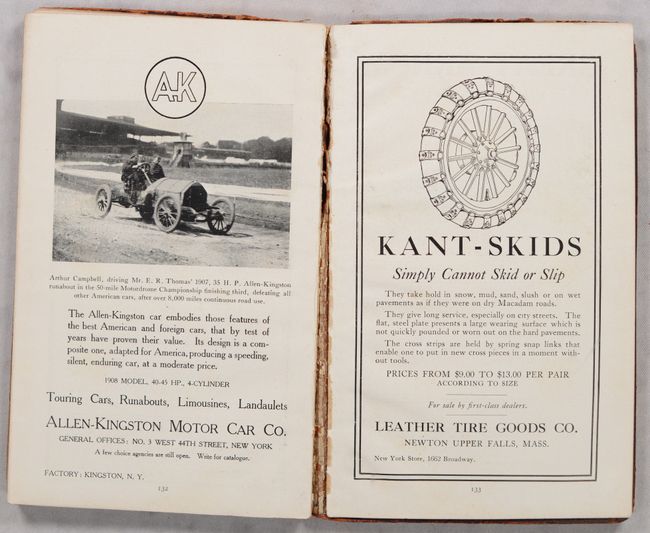 AK
Arthur Campbell, driving Mr. E. R. Thomas' 1907, 35 H. P. Allen-Kingston
runabout in the 50-mile Motordrome Championship finishing third, defeating all
other American cars, after over 8,000 miles continuous road use.
The Allen-Kingston car embodies those features of
the best American and foreign cars, that by test of
years have proven their value. Its design is a com-
posite one, adapted for America, producing a speeding,
silent, enduring car, at a moderate price.
1908 MODEL, 40-45 HP., 4-CYLINDER
Touring Cars, Runabouts, Limousines, Landaulets
ALLEN-KINGSTON MOTOR CAR CO.
GENERAL OFFICES: NO. 3 WEST 44TH STREET, NEW YORK
A few choice agencies are still open. Write for catalogue.
FACTORY: KINGSTON, N. Y.
132
KANT-SKIDS
Simply Cannot Skid or Slip
They take hold in snow, mud, sand, slush or on wet
pavements as if they were on dry Macadam roads.
They give long service, especially on city streets. The
flat, steel plate presents a large wearing surface which is
not quickly pounded or worn out on the hard pavements.
The cross strips are held by spring snap links that
enable one to put in new cross pieces in a moment with-
out tools.
PRICES FROM $9.00 TO $13.00 PER PAIR
ACCORDING TO SIZE
For sale by first-class dealers.
LEATHER TIRE GOODS CO.
NEWTON UPPER FALLS, MASS.
New York Store, 1662 Broadway.
133